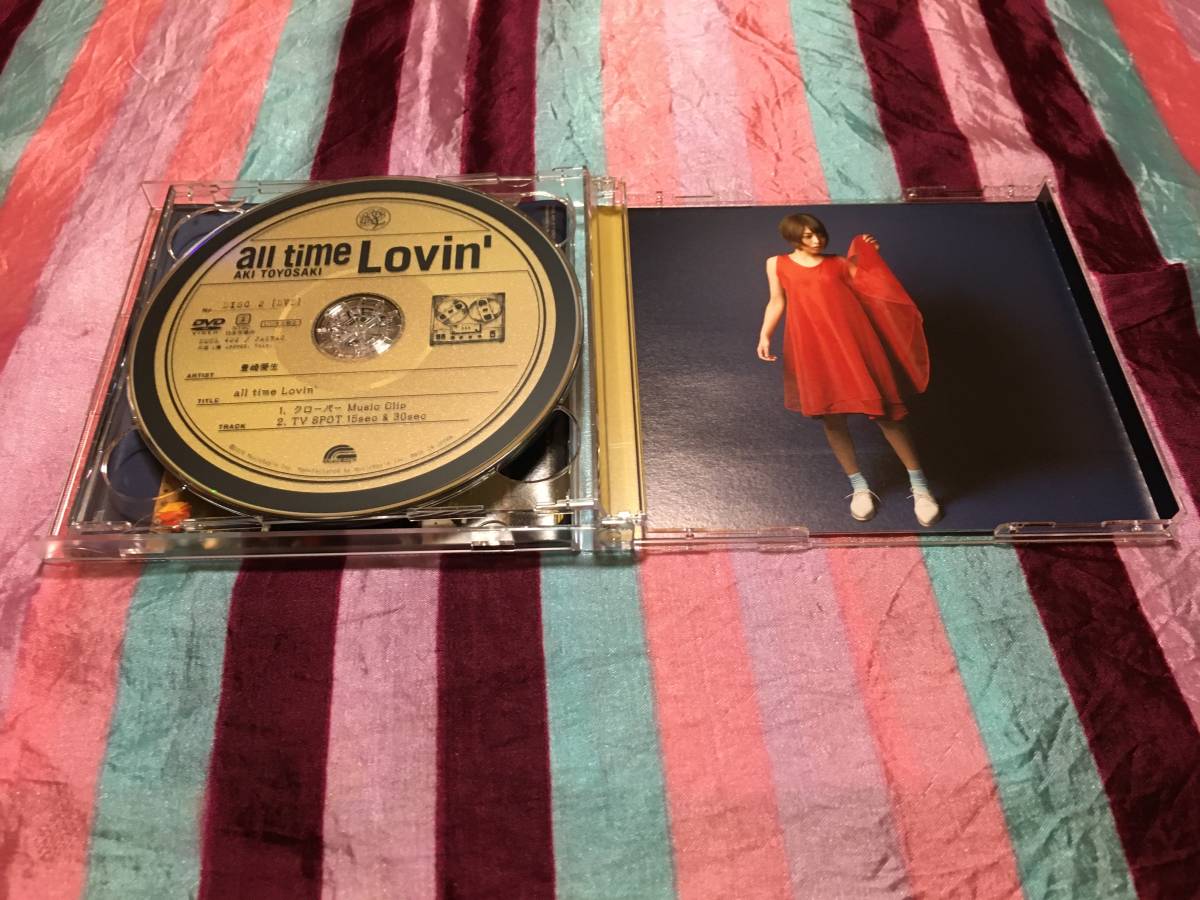 all time Lovin'
AKI TOYOSAKI
DISC 2 [DVD]
DVD
VIDEO
ARTIST 豊崎愛生
TITLE all time Lovin'
1. クローバー Music Clip
TRACK 2. TV SPOT 15sec & 30sec